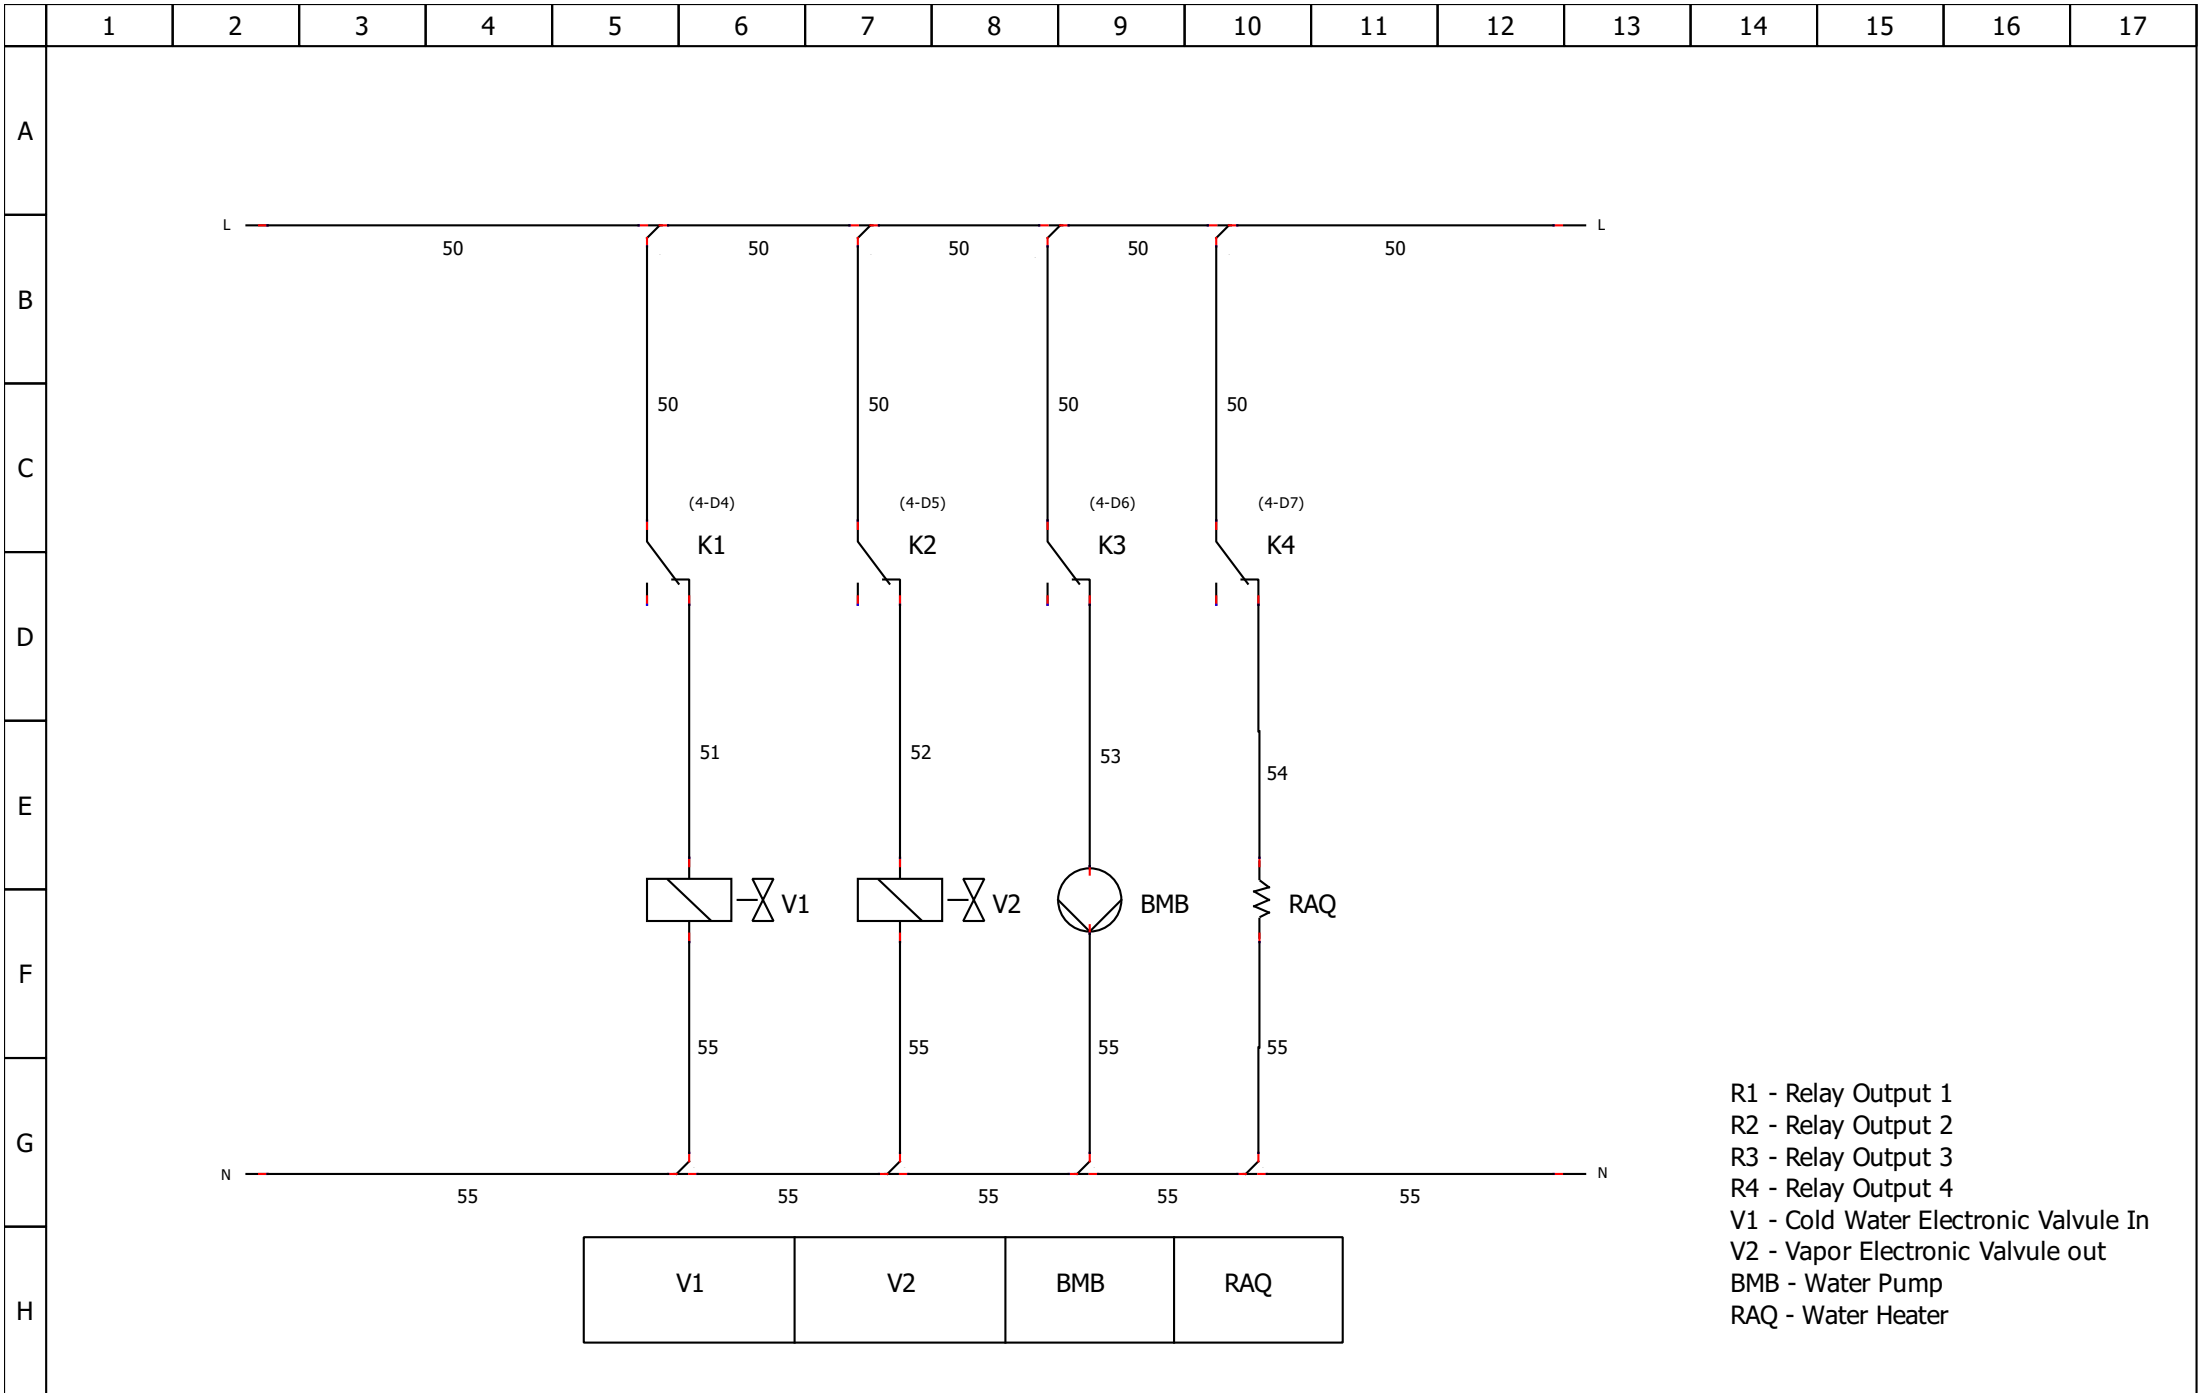 1 2 3 4 5 6 7 8 9 10 11 12 13 14 15 16 17
A
L L
50 50 50 50 50
B
50 50 50 50
C
(4-D4) (4-D5) (4-D6) (4-D7)
K1 K2 K3 K4
D
51 52 53
54
E
V1 V2 BMB RAQ
F
55 55 55 55
G
N N
55 55 55 55 55
V1 V2 BMB RAQ
H
R1 - Relay Output 1
R2 - Relay Output 2
R3 - Relay Output 3
R4 - Relay Output 4
V1 - Cold Water Electronic Valvule In
V2 - Vapor Electronic Valvule out
BMB - Water Pump
RAQ - Water Heater